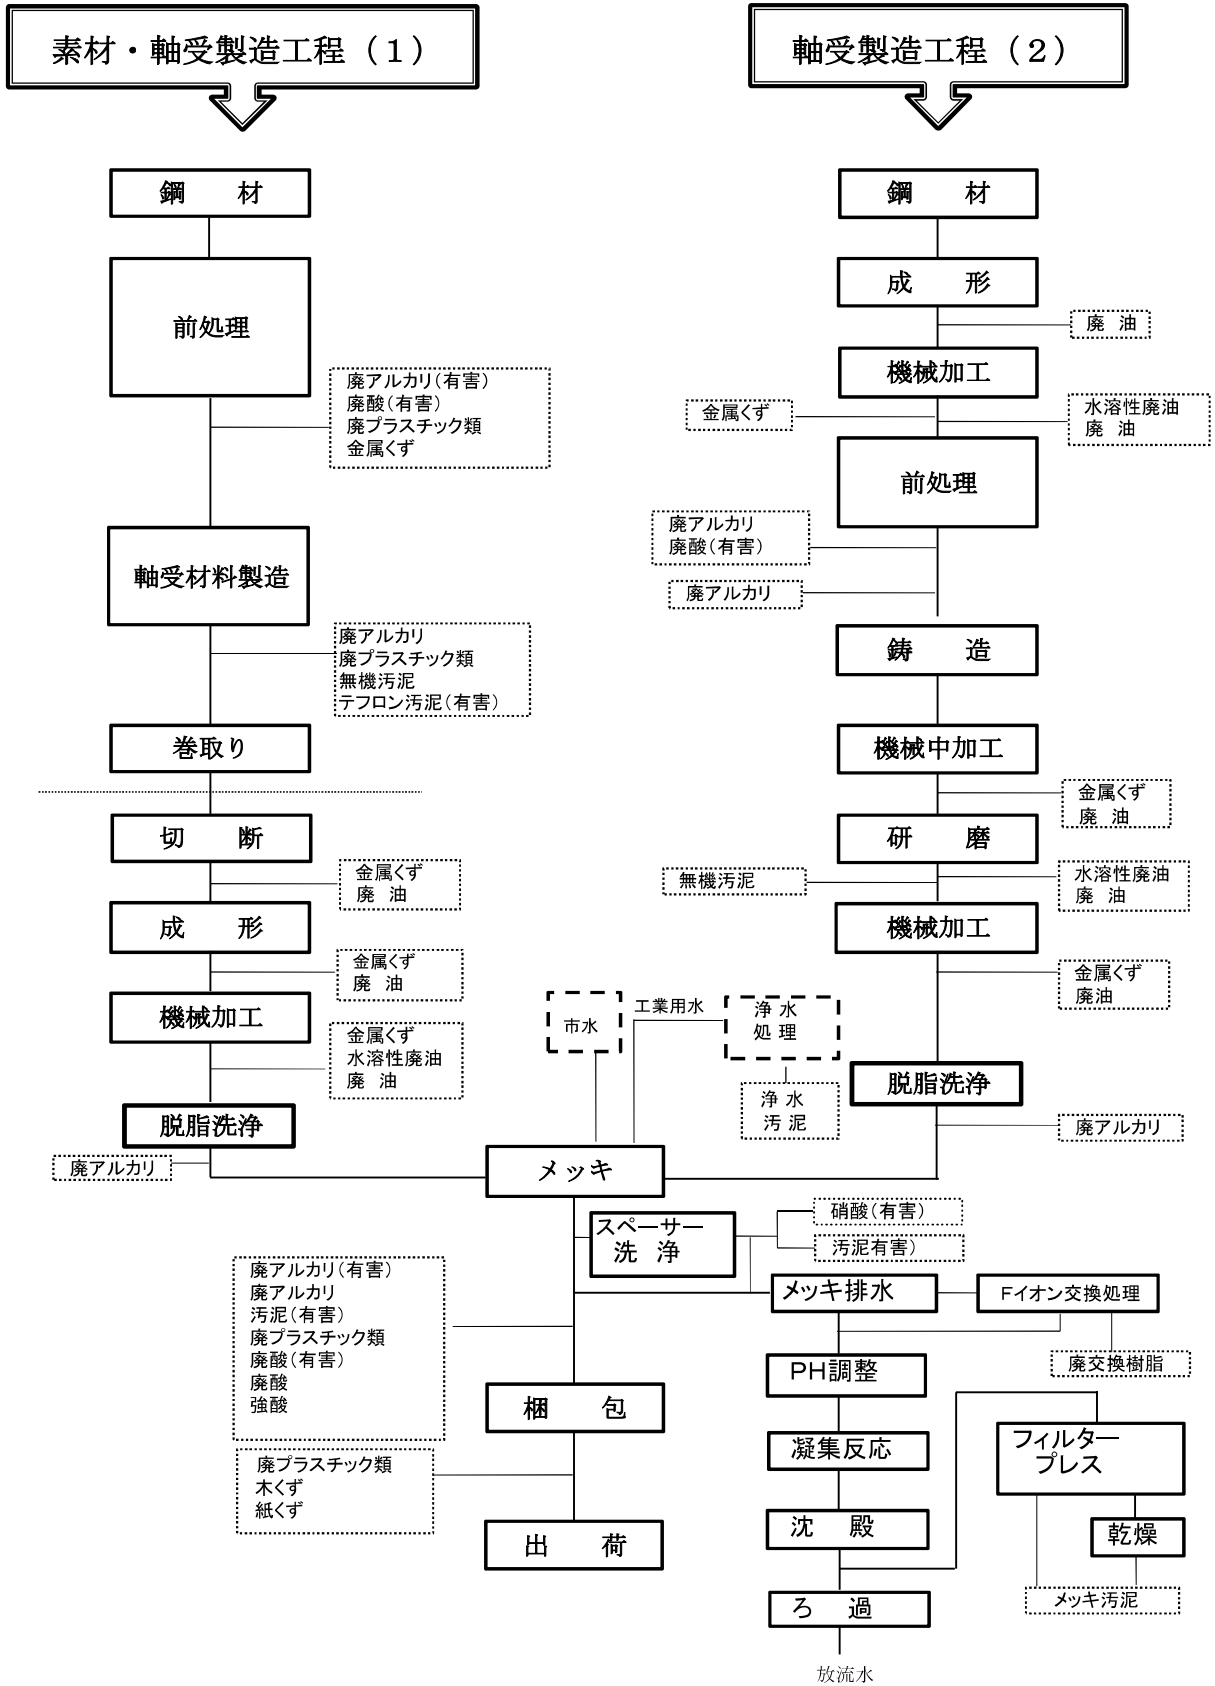 素材・軸受製造工程（１）
鋼　　材
前処理
廃アルカリ（有害）
廃酸（有害）
廃プラスチック類
金属くず
軸受材料製造
廃アルカリ
廃プラスチック類
無機汚泥
テフロン汚泥（有害）
巻取り
切　　断
金属くず
廃 油
成　　形
金属くず
廃 油
機械加工
金属くず
水溶性廃油
廃 油
脱脂洗浄
廃アルカリ
軸受製造工程（２）
鋼　　材
成　　形
廃 油
機械加工
金属くず
水溶性廃油
廃 油
前処理
廃アルカリ
廃酸（有害）
廃アルカリ
鋳　　造
機械中加工
金属くず
廃 油
研　　磨
無機汚泥
水溶性廃油
廃 油
機械加工
金属くず
廃油
脱脂洗浄
廃アルカリ
市水
工業用水
浄 水
処 理
浄 水
汚 泥
メッキ
スペーサー
洗 浄
硝酸（有害）
汚泥有害）
廃アルカリ（有害）
廃アルカリ
汚泥（有害）
廃プラスチック類
廃酸（有害）
廃酸
強酸
梱　　包
廃プラスチック類
木くず
紙くず
出　　荷
メッキ排水
Fイオン交換処理
廃交換樹脂
PH調整
凝集反応
沈　殿
ろ　過
放流水
フィルター
プレス
乾燥
メッキ汚泥